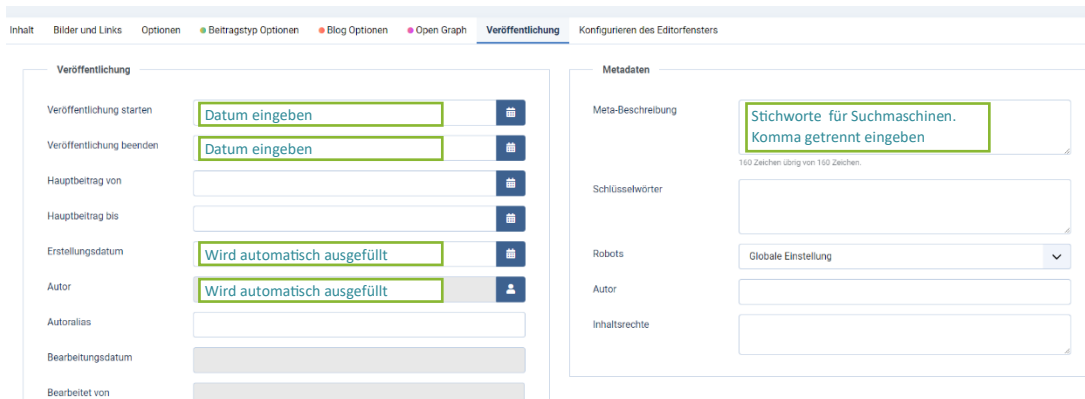 Inhalt Bilder und Links Optionen Beitragstyp Optionen Blog Optionen Open Graph Veröffentlichung Konfigurieren des Editorfensters
Veröffentlichung
Veröffentlichung starten Datum eingeben
Veröffentlichung beenden Datum eingeben
Hauptbeitrag von
Hauptbeitrag bis
Erstellungsdatum Wird automatisch ausgefüllt
Autor Wird automatisch ausgefüllt
Autoralias
Bearbeitungsdatum
Bearbeitet von
Metadaten
Meta-Beschreibung Stichworte für Suchmaschinen.
Komma getrennt eingeben
160 Zeichen übrig von 160 Zeichen.
Schlüsselwörter
Robots Globale Einstellung
Autor
Inhaltsrechte